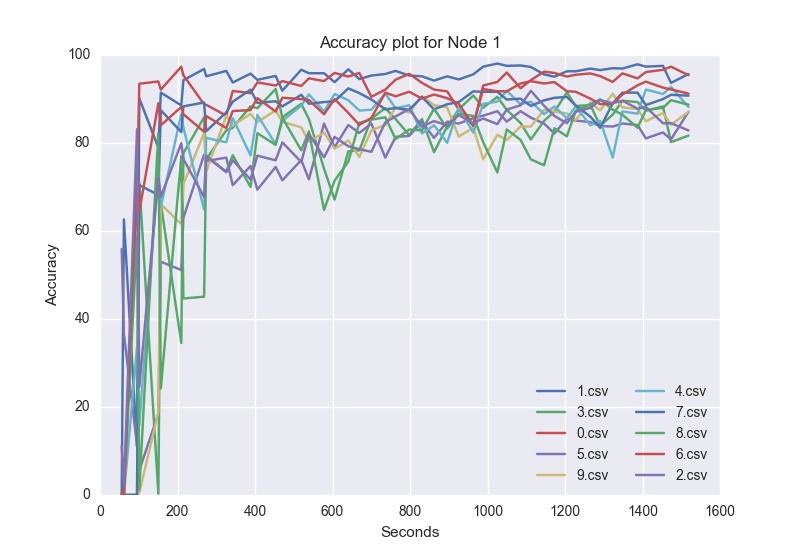 Accuracy plot for Node 1
100
80
60
40
20
0
Accuracy
0 200 400 600 800 1000 1200 1400 1600
Seconds
1.csv 4.csv
3.csv 7.csv
0.csv 8.csv
5.csv 6.csv
9.csv 2.csv